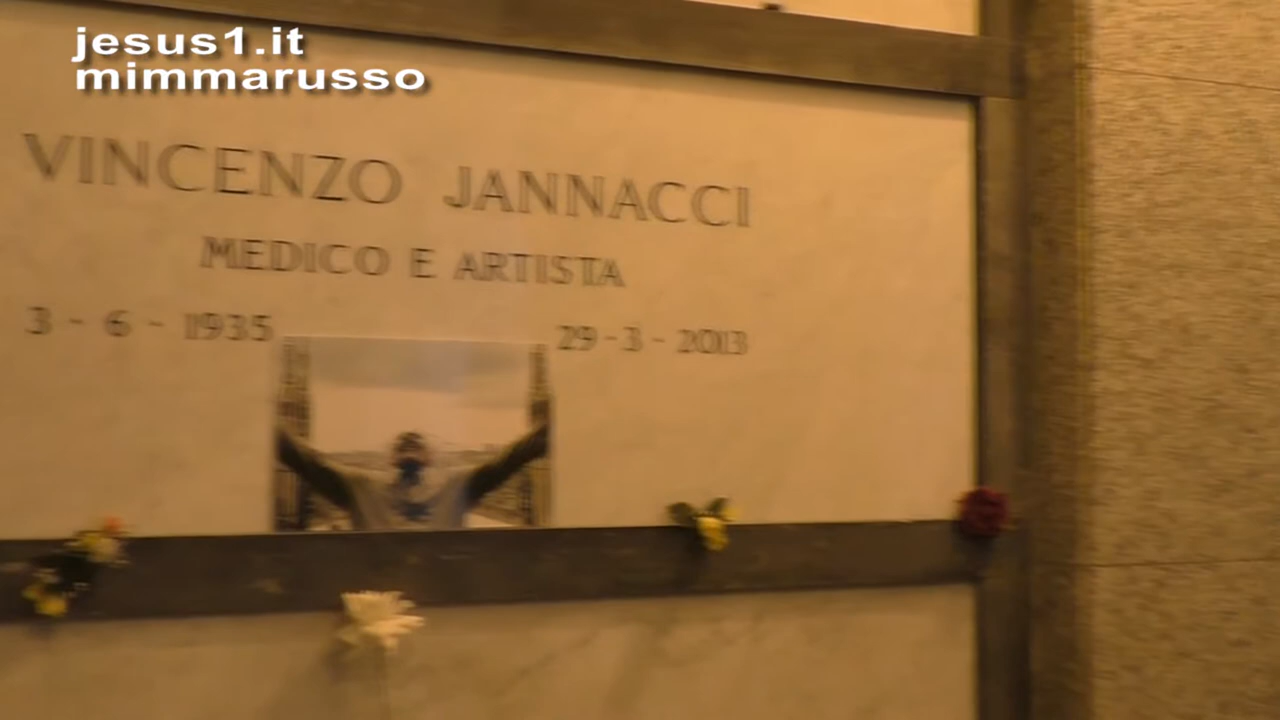 jesus1.it
mimmarusso
VINCENZO JANNACCI
MEDICO E ARTISTA
3 - 6 - 1935 29 - 3 - 2013